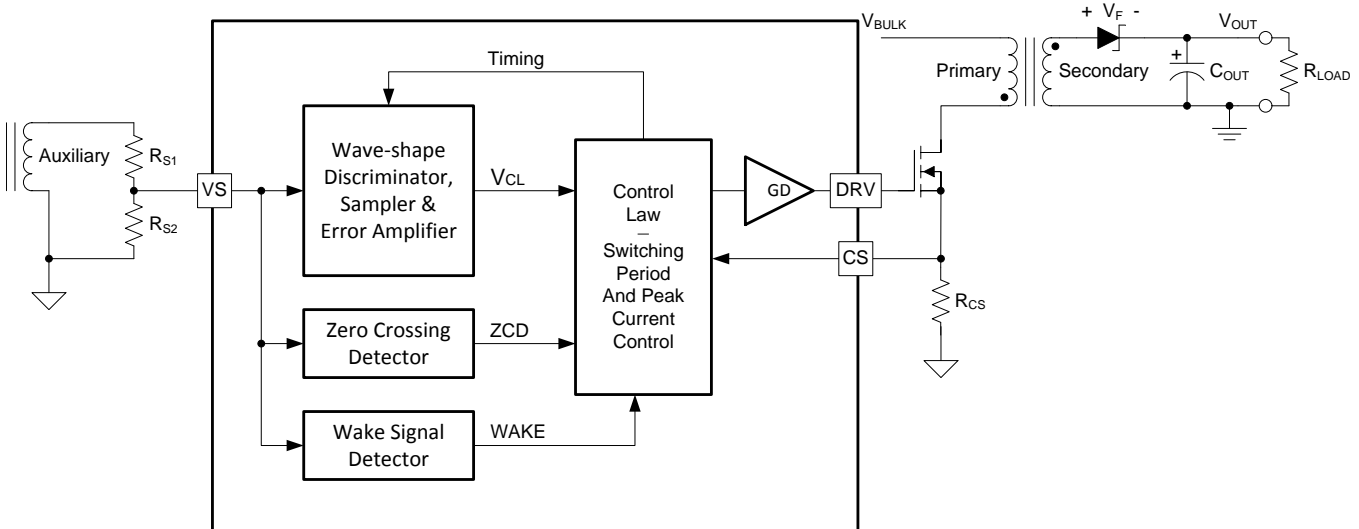 Timing
Auxiliary
RS1
RS2
VS
Wave-shape
Discriminator,
Sampler &
Error Amplifier
VCL
Zero Crossing
Detector
ZCD
Wake Signal
Detector
WAKE
Control
Law
–
Switching
Period
And Peak
Current
Control
GD
DRV
CS
RCS
VBULK
Primary
Secondary
+ VF -
+
COUT
VOUT
RLOAD